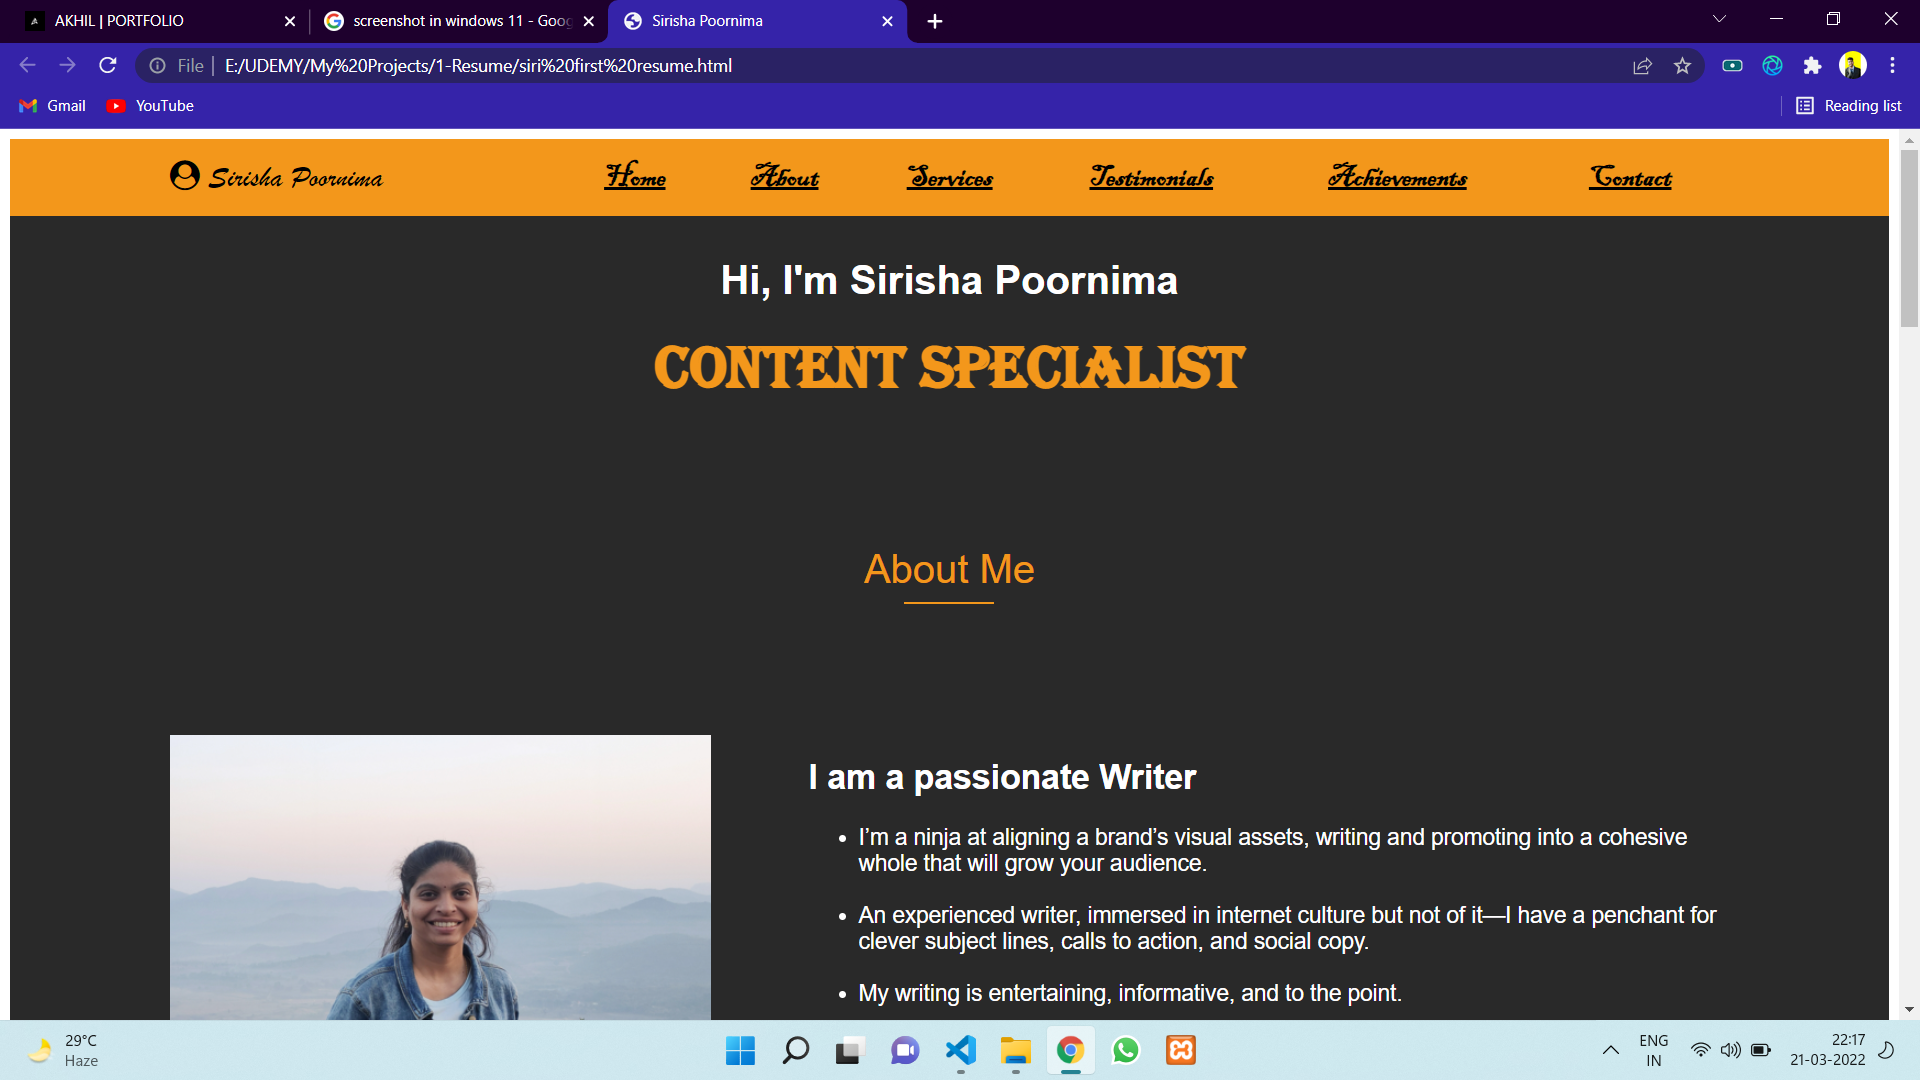 AKHIL | PORTFOLIO
screenshot in windows 11 - Goog
Sirisha Poornima
File
E:/UDEMY/My%20Projects/1-Resume/siri%20first%20resume.html
Gmail
YouTube
Reading list
Sirisha Poornima
Home
About
Services
Testimonials
Achievements
Contact
Hi, I'm Sirisha Poornima
CONTENT SPECIALIST
About Me
I am a passionate Writer
• I’m a ninja at aligning a brand’s visual assets, writing and promoting into a cohesive
whole that will grow your audience.
• An experienced writer, immersed in internet culture but not of it—I have a penchant for
clever subject lines, calls to action, and social copy.
• My writing is entertaining, informative, and to the point.
29°C
Haze
ENG
IN
22:17
21-03-2022